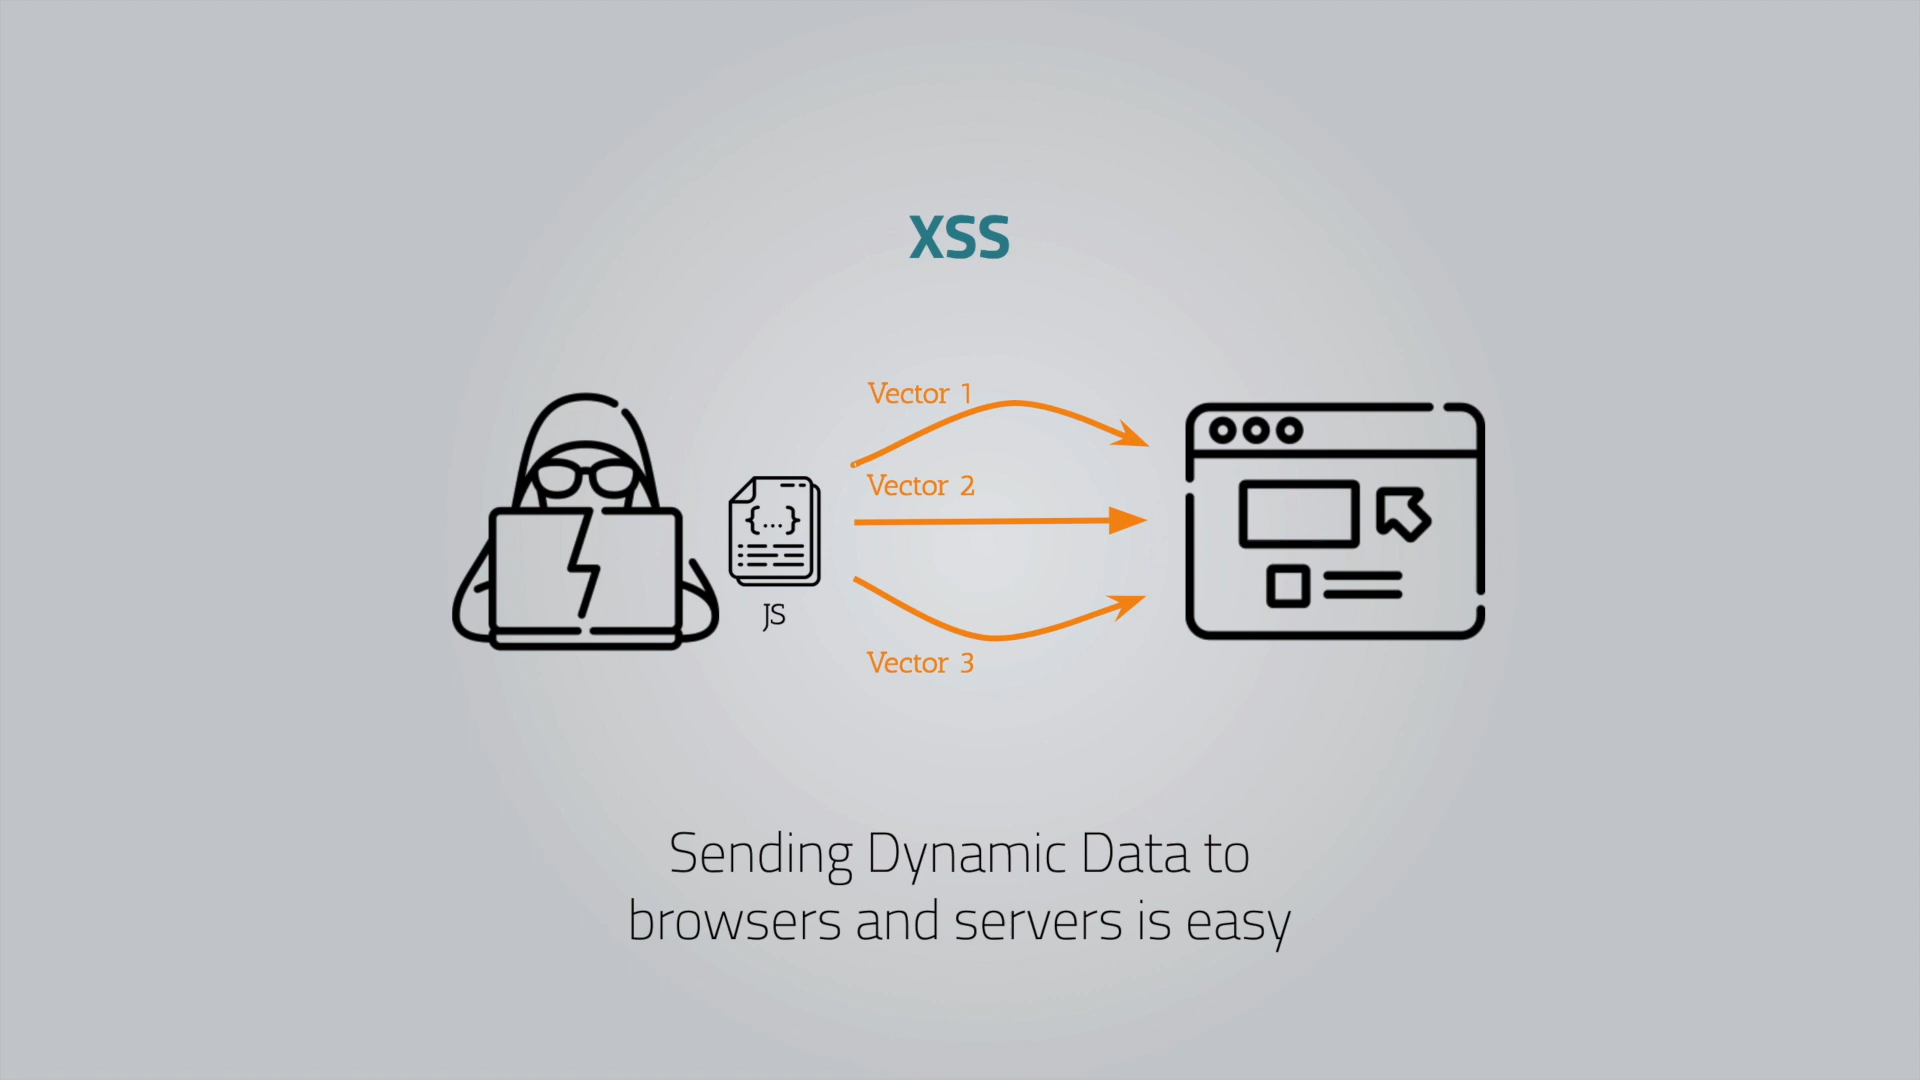 XSS
Vector 1
Vector 2
{...}
JS
Vector 3
Sending Dynamic Data to
browsers and servers is easy